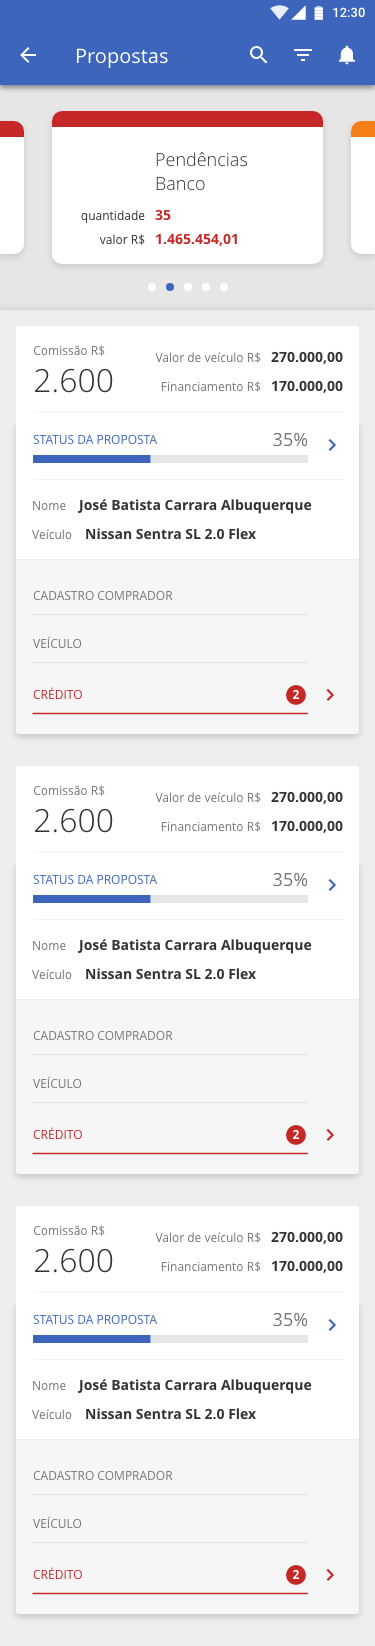 12:30
Propostas
Pendências
Banco
quantidade 35
valor R$ 1.465.454,01
Comissão R$
2.600
Valor de veículo R$ 270.000,00
Financiamento R$ 170.000,00
STATUS DA PROPOSTA 35%
Nome José Batista Carrara Albuquerque
Veículo Nissan Sentra SL 2.0 Flex
CADASTRO COMPRADOR
VEÍCULO
CRÉDITO 2
Comissão R$
2.600
Valor de veículo R$ 270.000,00
Financiamento R$ 170.000,00
STATUS DA PROPOSTA 35%
Nome José Batista Carrara Albuquerque
Veículo Nissan Sentra SL 2.0 Flex
CADASTRO COMPRADOR
VEÍCULO
CRÉDITO 2
Comissão R$
2.600
Valor de veículo R$ 270.000,00
Financiamento R$ 170.000,00
STATUS DA PROPOSTA 35%
Nome José Batista Carrara Albuquerque
Veículo Nissan Sentra SL 2.0 Flex
CADASTRO COMPRADOR
VEÍCULO
CRÉDITO 2